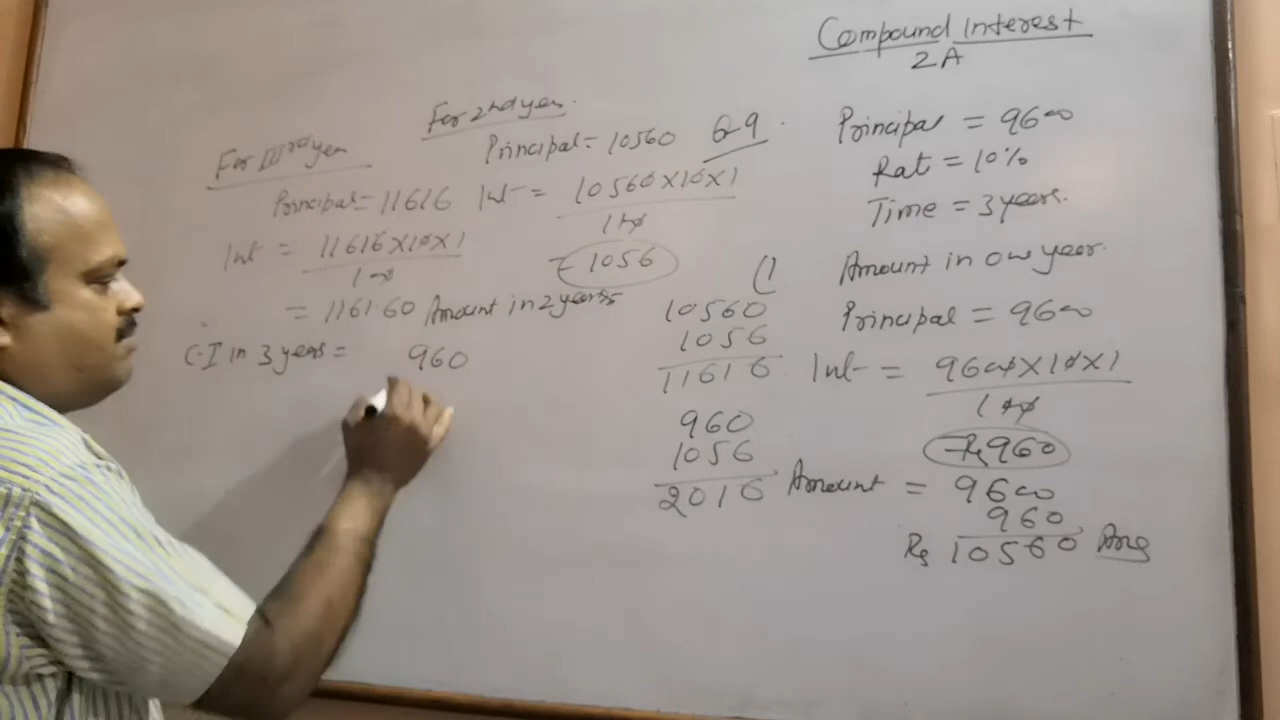 Compound Interest
2A
Q-9
Principal = 9600
Rat = 10%
Time = 3 years.
Amount in one year.
Principal = 9600
Int = 9600×10×1
100
= Rs 960
Amount = 9600
960
Rs 10560 Ans
For 2nd year.
Principal = 10560
Int = 10560×10×1
100
= 1056
Amount in 2 years
10560
1056
11616
960
1056
2016
For IIIrd year
Principal = 11616
Int = 11616×10×1
100
= 1161.60
C.I in 3 years = 960